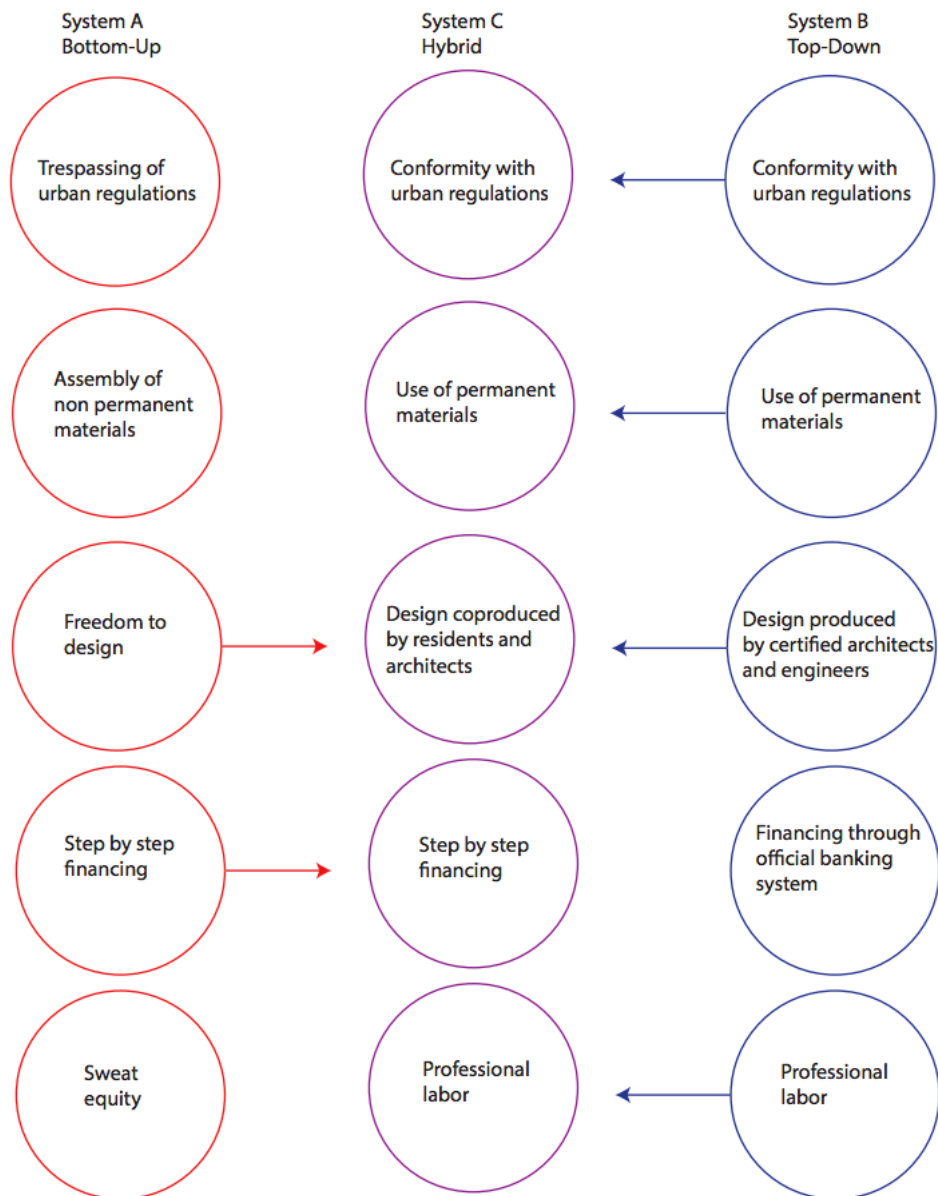 System A
Bottom-Up
System C
Hybrid
System B
Top-Down
Trespassing of
urban regulations
Conformity with
urban regulations
Conformity with
urban regulations
Assembly of
non permanent
materials
Use of permanent
materials
Use of permanent
materials
Freedom to
design
Design coproduced
by residents and
architects
Design produced
by certified architects
and engineers
Step by step
financing
Step by step
financing
Financing through
official banking
system
Sweat
equity
Professional
labor
Professional
labor